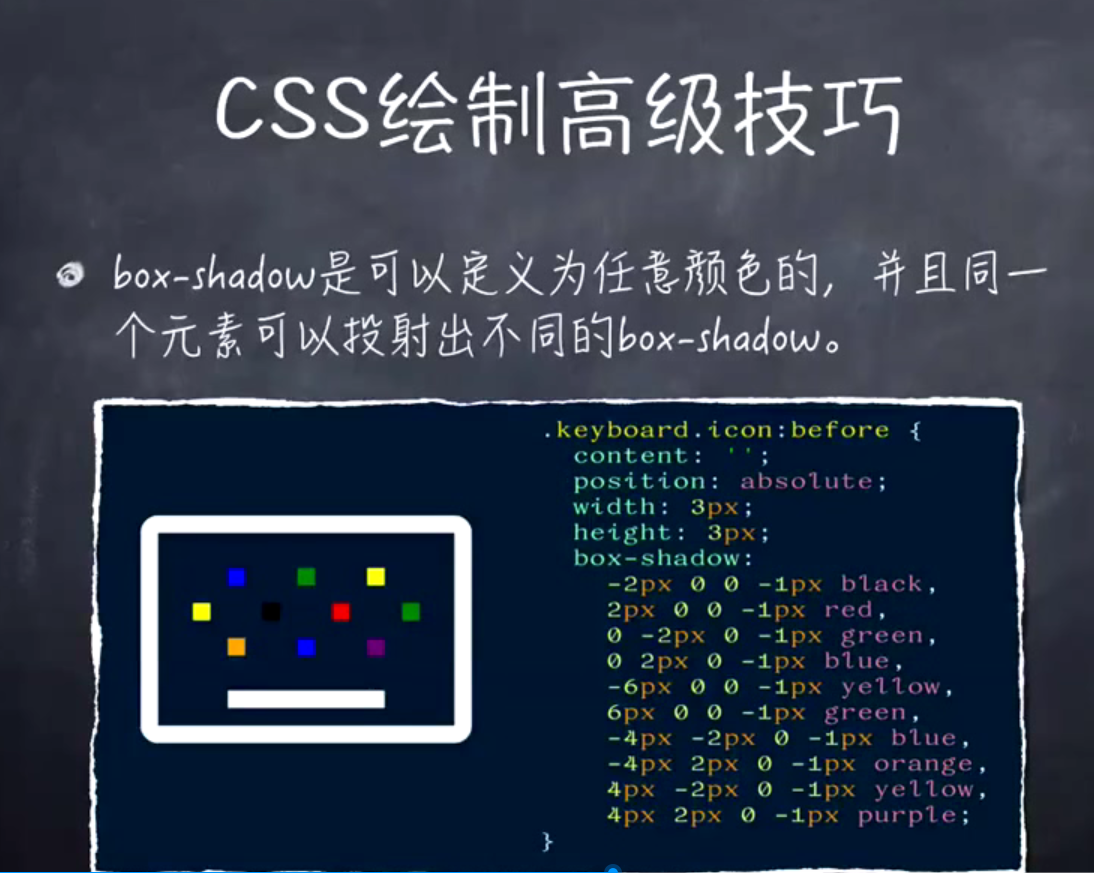 CSS绘制高级技巧
box-shadow是可以定义为任意颜色的，并且同一
个元素可以投射出不同的box-shadow。
.keyboard.icon:before {
content: '';
position: absolute;
width: 3px;
height: 3px;
box-shadow:
-2px 0 0 -1px black,
2px 0 0 -1px red,
0 -2px 0 -1px green,
0 2px 0 -1px blue,
-6px 0 0 -1px yellow,
6px 0 0 -1px green,
-4px -2px 0 -1px blue,
-4px 2px 0 -1px orange,
4px -2px 0 -1px yellow,
4px 2px 0 -1px purple;
}